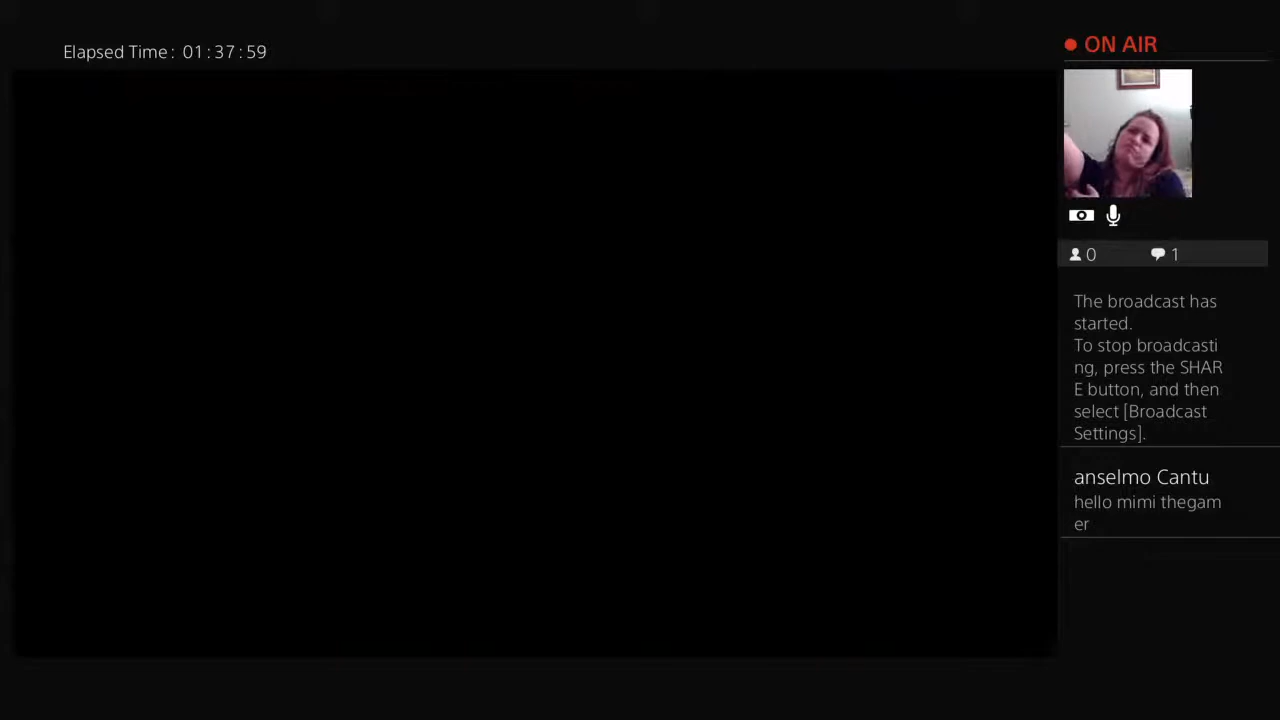 Elapsed Time: 01:37:59
ON AIR
0 1
The broadcast has
started.
To stop broadcasti
ng, press the SHAR
E button, and then
select [Broadcast
Settings].
anselmo Cantu
hello mimi thegam
er